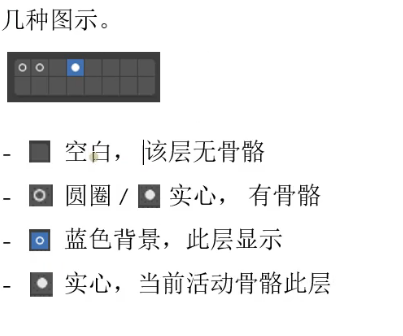 几种图示。
- 空白，该层无骨骼
- 圆圈 / 实心， 有骨骼
- 蓝色背景，此层显示
- 实心，当前活动骨骼此层